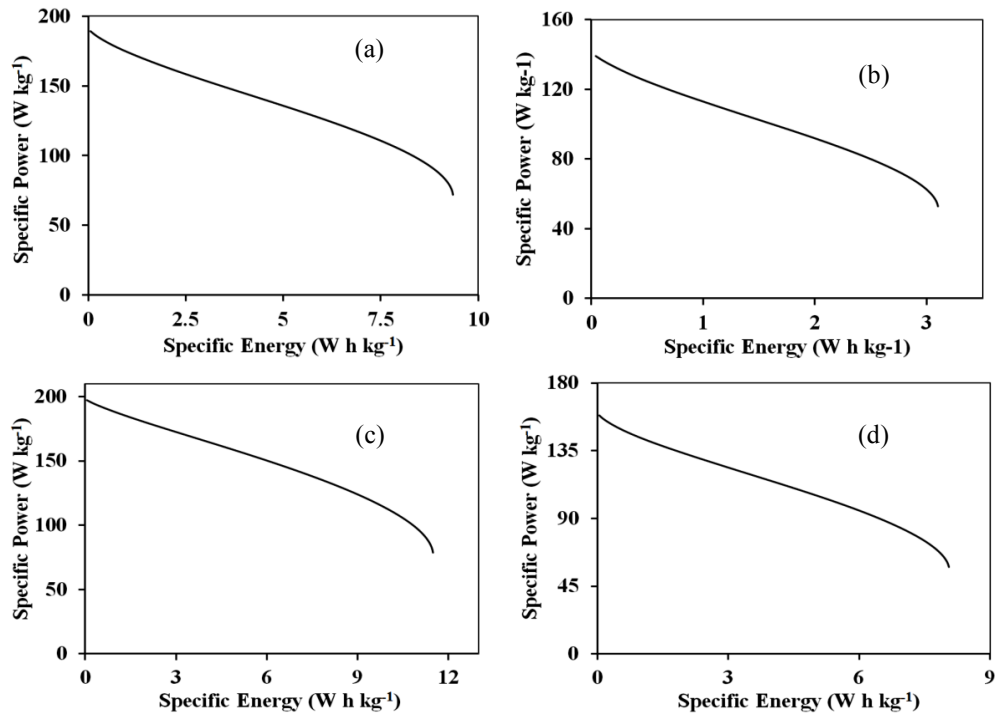 200
150
100
50
0
Specific Power (W kg⁻¹)
(a)
0 2.5 5 7.5 10
Specific Energy (W h kg⁻¹)
160
120
80
40
0
Specific Power (W kg-1)
(b)
0 1 2 3
Specific Energy (W h kg-1)
200
150
100
50
0
Specific Power (W kg⁻¹)
(c)
0 3 6 9 12
Specific Energy (W h kg⁻¹)
180
135
90
45
0
Specific Power (W kg⁻¹)
(d)
0 3 6 9
Specific Energy (W h kg⁻¹)